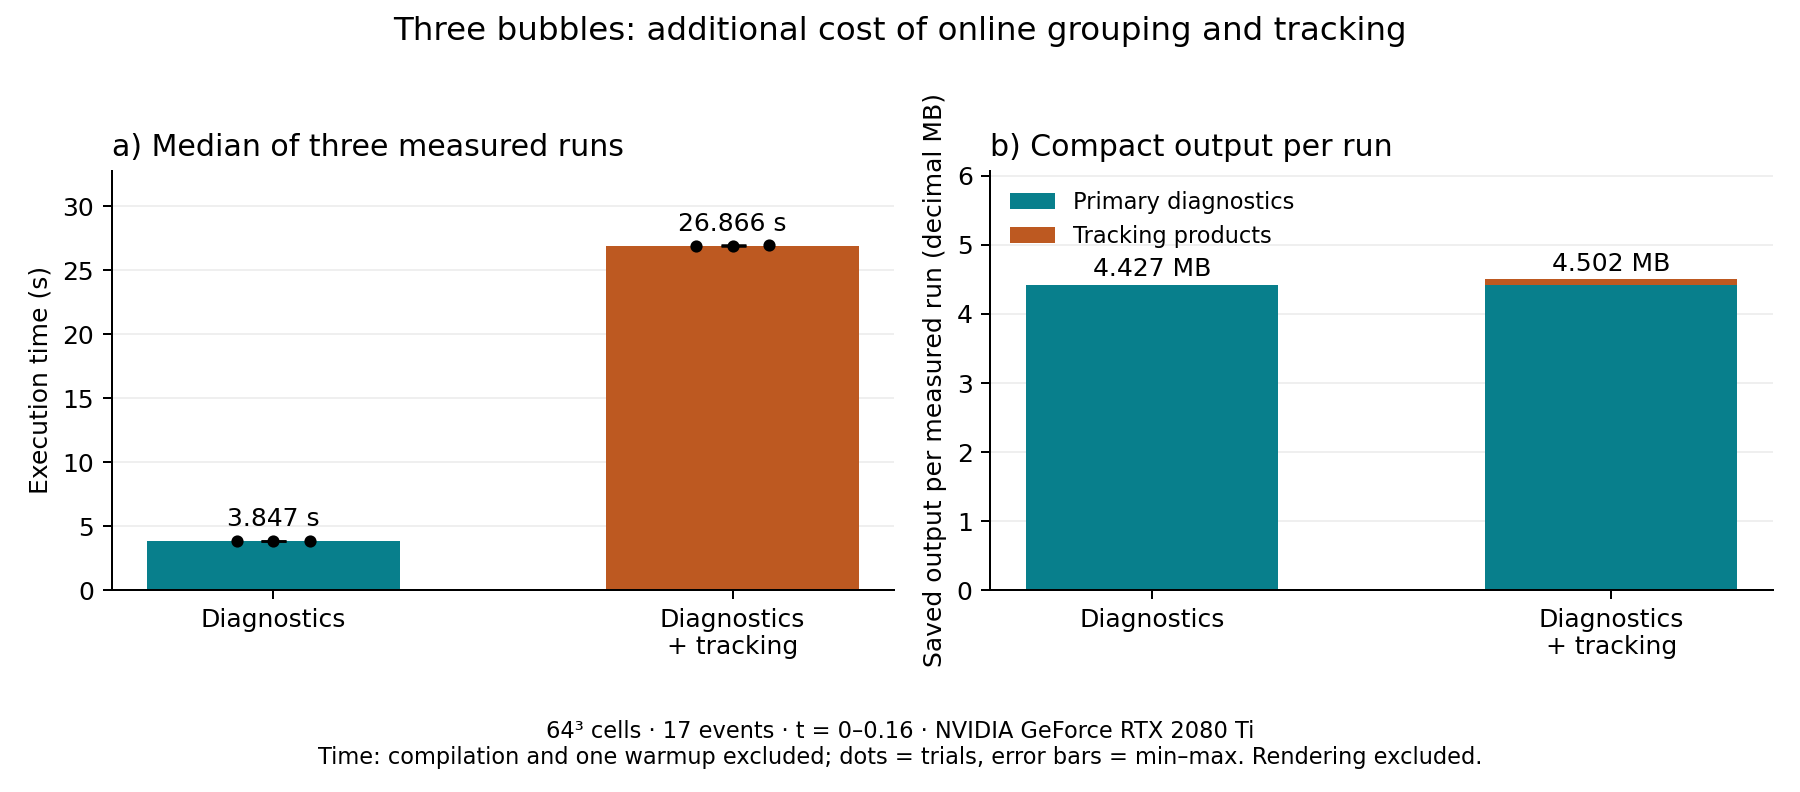 Three bubbles: additional cost of online grouping and tracking
a) Median of three measured runs
Execution time (s)
30
25
20
15
10
5
0
26.866 s
3.847 s
Diagnostics
Diagnostics
+ tracking
b) Compact output per run
Saved output per measured run (decimal MB)
6
5
4
3
2
1
0
Primary diagnostics
Tracking products
4.427 MB
4.502 MB
Diagnostics
Diagnostics
+ tracking
64³ cells · 17 events · t = 0–0.16 · NVIDIA GeForce RTX 2080 Ti
Time: compilation and one warmup excluded; dots = trials, error bars = min–max. Rendering excluded.